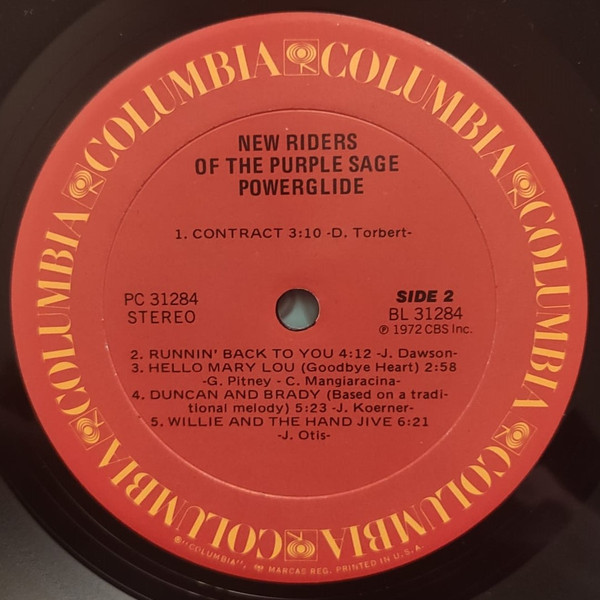 COLUMBIA COLUMBIA COLUMBIA COLUMBIA COLUMBIA COLUMBIA
NEW RIDERS
OF THE PURPLE SAGE
POWERGLIDE
1. CONTRACT 3:10 -D. Torbert-
PC 31284
STEREO
SIDE 2
BL 31284
Ⓟ 1972 CBS Inc.
2. RUNNIN' BACK TO YOU 4:12 -J. Dawson-
3. HELLO MARY LOU (Goodbye Heart) 2:58
-G. Pitney - C. Mangiaracina-
4. DUNCAN AND BRADY (Based on a tradi-
tional melody) 5:23 -J. Koerner-
5. WILLIE AND THE HAND JIVE 6:21
-J. Otis-
®"COLUMBIA", MARCAS REG. PRINTED IN U.S.A.